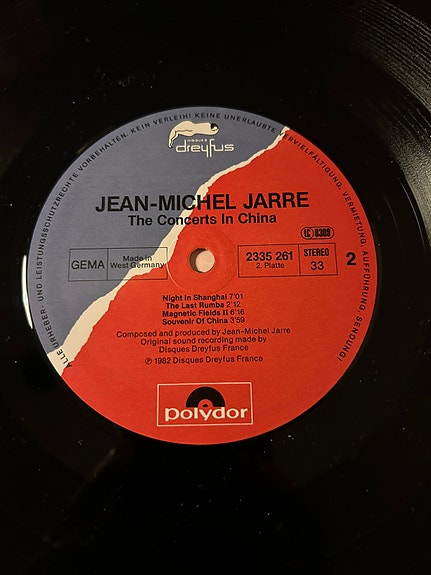 ALLE URHEBER- UND LEISTUNGSSCHUTZRECHTE VORBEHALTEN. KEIN VERLEIH! KEINE UNERLAUBTE VERVIELFÄLTIGUNG, VERMIETUNG, AUFFÜHRUNG, SENDUNG!
disques
dreyfus
JEAN-MICHEL JARRE
The Concerts In China
GEMA
Made in
West Germany
2335 261
2. Platte
LC 0309
STEREO
33
2
Night in Shanghai 7'01
The Last Rumba 2'12
Magnetic Fields II 6'16
Souvenir Of China 3'59
Composed and produced by Jean-Michel Jarre
Original sound recording made by
Disques Dreyfus France
℗ 1982 Disques Dreyfus France
polydor